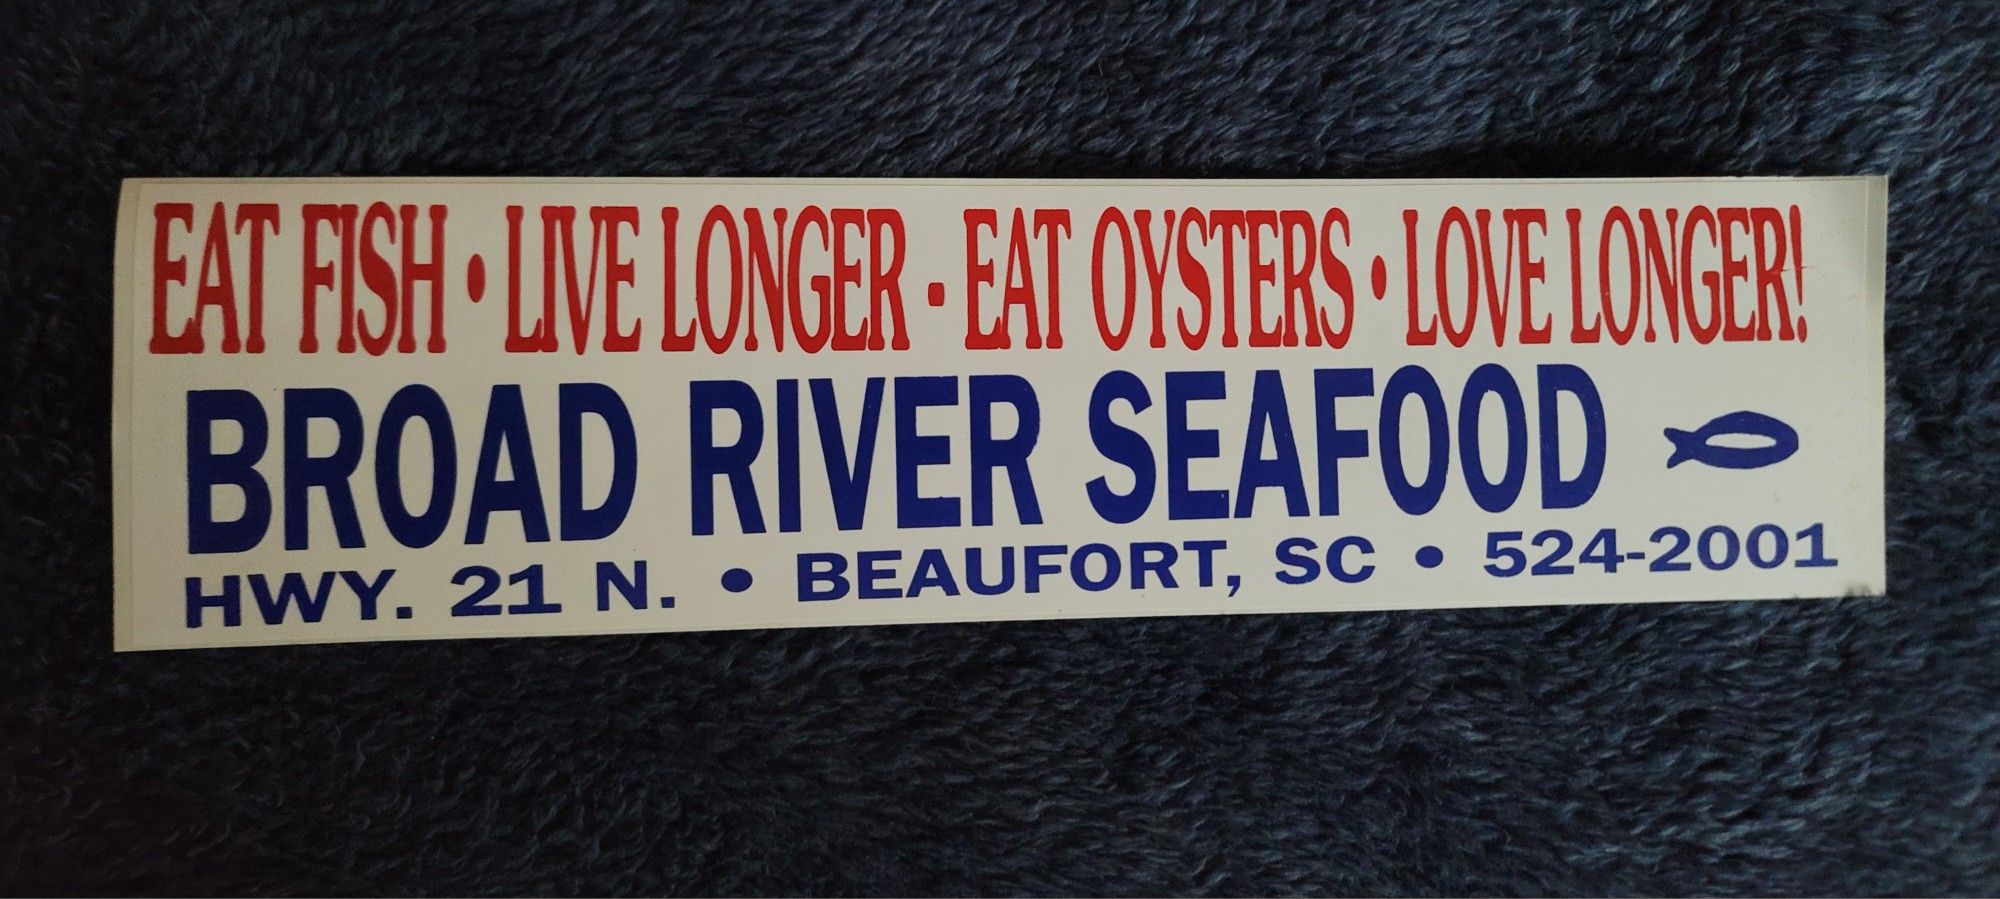 EAT FISH • LIVE LONGER - EAT OYSTERS • LOVE LONGER!
BROAD RIVER SEAFOOD
HWY. 21 N. • BEAUFORT, SC • 524-2001